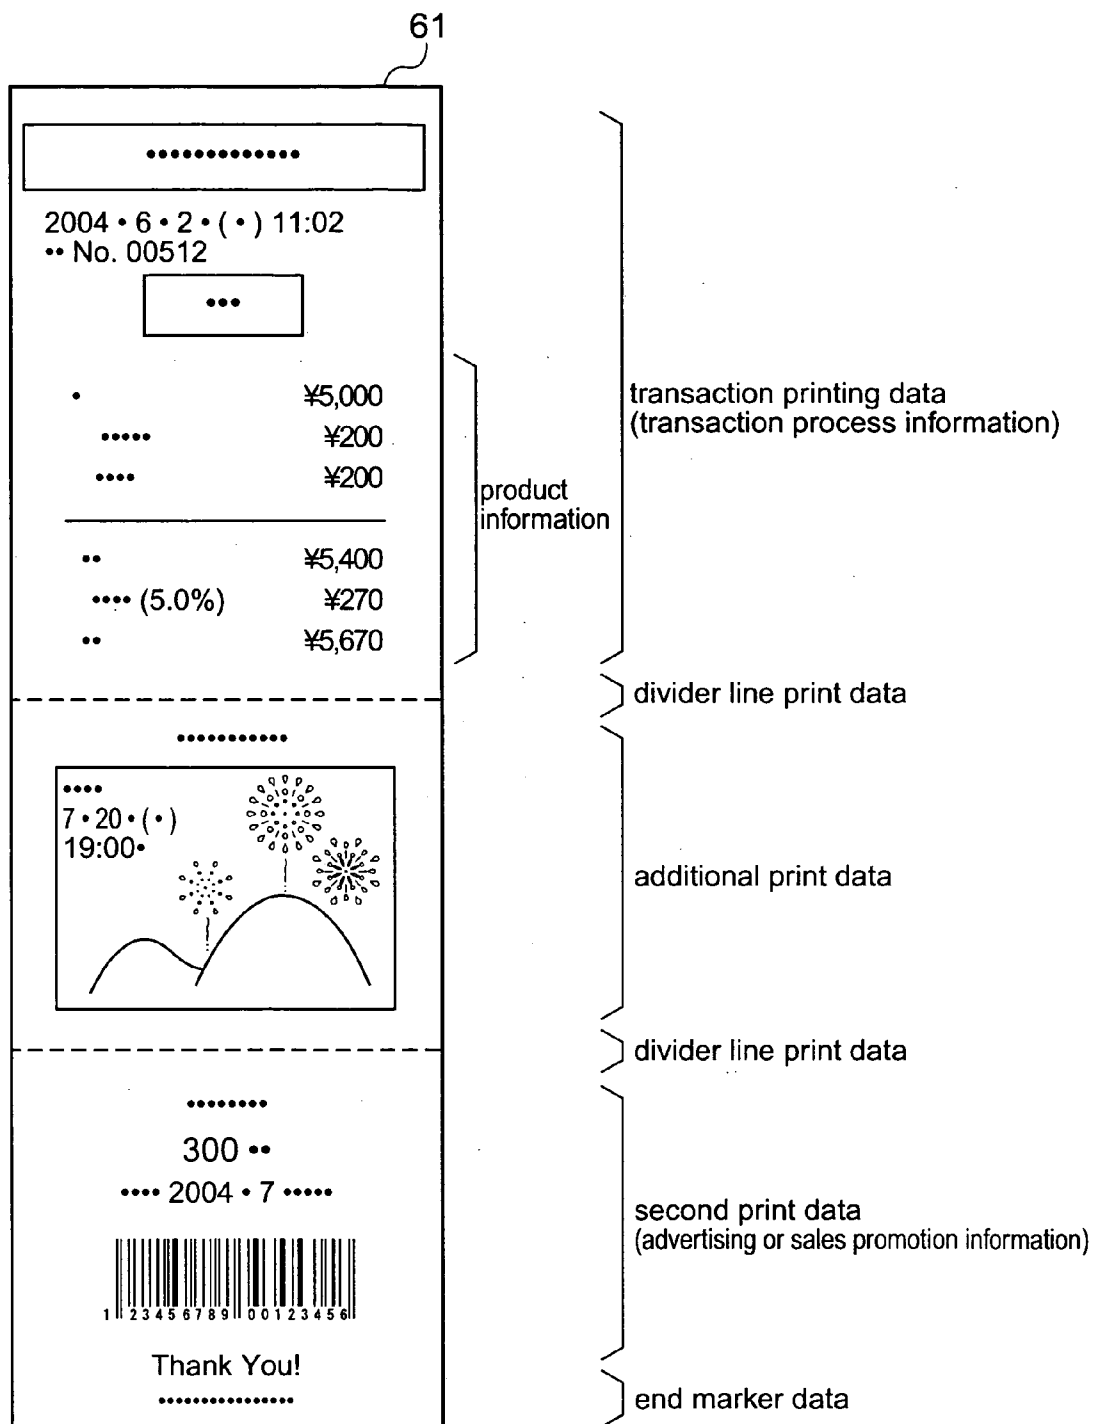 61
•••••••••••••
2004 • 6 • 2 • ( • ) 11:02
•• No. 00512
•••
• ¥5,000
••••• ¥200
•••• ¥200
•• ¥5,400
•••• (5.0%) ¥270
•• ¥5,670
product
information
transaction printing data
(transaction process information)
divider line print data
•••••••••••
••••
7 • 20 • ( • )
19:00•
additional print data
divider line print data
••••••••
300 ••
•••• 2004 • 7 •••••
1 23456789 00123456
second print data
(advertising or sales promotion information)
Thank You!
•••••••••••••••
end marker data